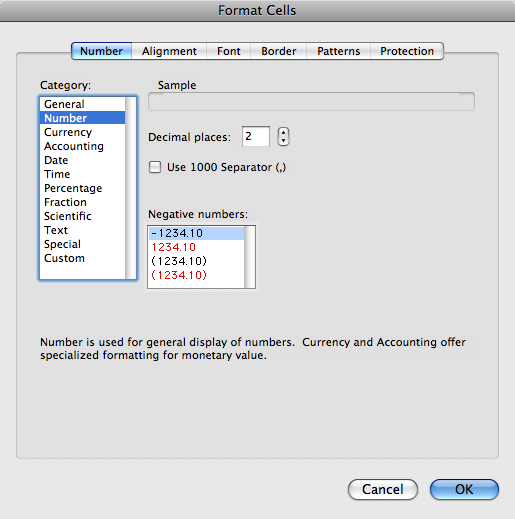 Format Cells
Number Alignment Font Border Patterns Protection
Category:
General
Number
Currency
Accounting
Date
Time
Percentage
Fraction
Scientific
Text
Special
Custom
Sample
Decimal places: 2
Use 1000 Separator (,)
Negative numbers:
-1234.10
1234.10
(1234.10)
(1234.10)
Number is used for general display of numbers.  Currency and Accounting offer
specialized formatting for monetary value.
Cancel OK